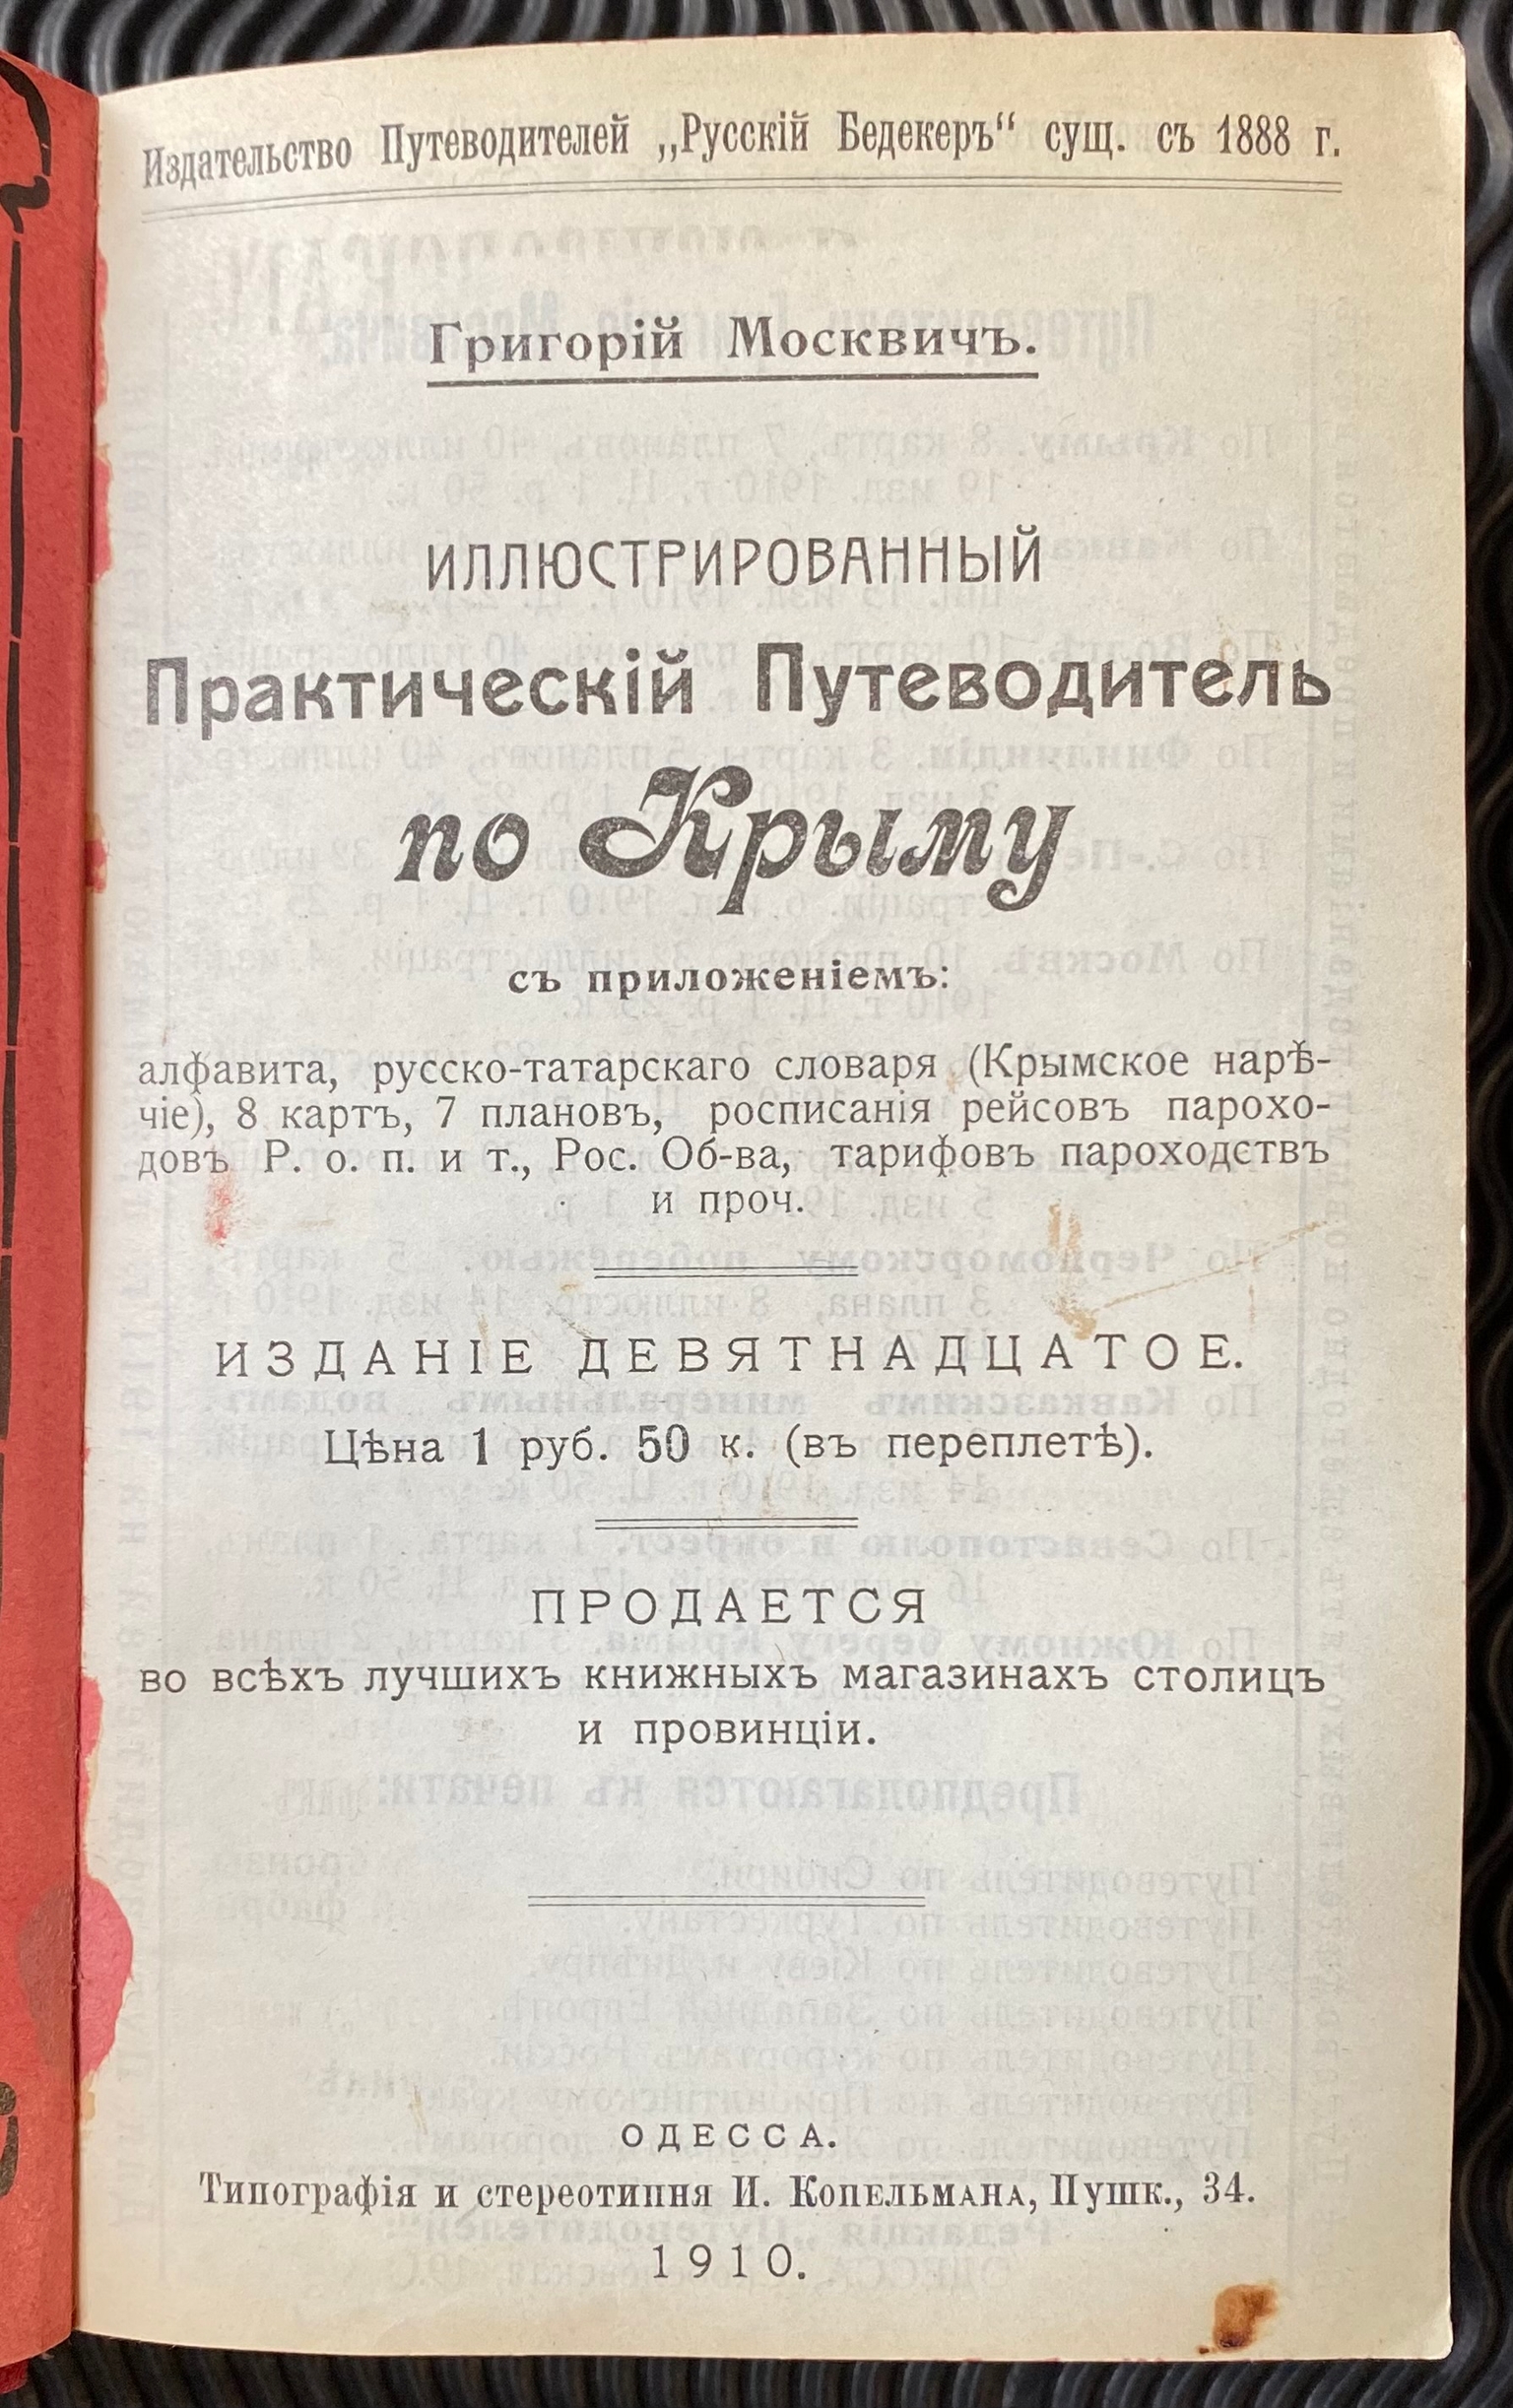 Издательство Путеводителей „Русскій Бедекеръ“ сущ. съ 1888 г.
Григорій Москвичъ.
ИЛЛЮСТРИРОВАННЫЙ
Практическій Путеводитель
по Крыму
съ приложеніемъ:
алфавита, русско-татарскаго словаря (Крымское нарѣ-
чіе), 8 картъ, 7 плановъ, росписанія рейсовъ парохо-
довъ Р. о. п. и т., Рос. Об-ва, тарифовъ пароходствъ
и проч.
ИЗДАНІЕ ДЕВЯТНАДЦАТОЕ.
Цѣна 1 руб. 50 к. (въ переплетѣ).
ПРОДАЕТСЯ
во всѣхъ лучшихъ книжныхъ магазинахъ столицъ
и провинціи.
ОДЕССА.
Типографія и стереотипня И. Копельмана, Пушк., 34.
1910.